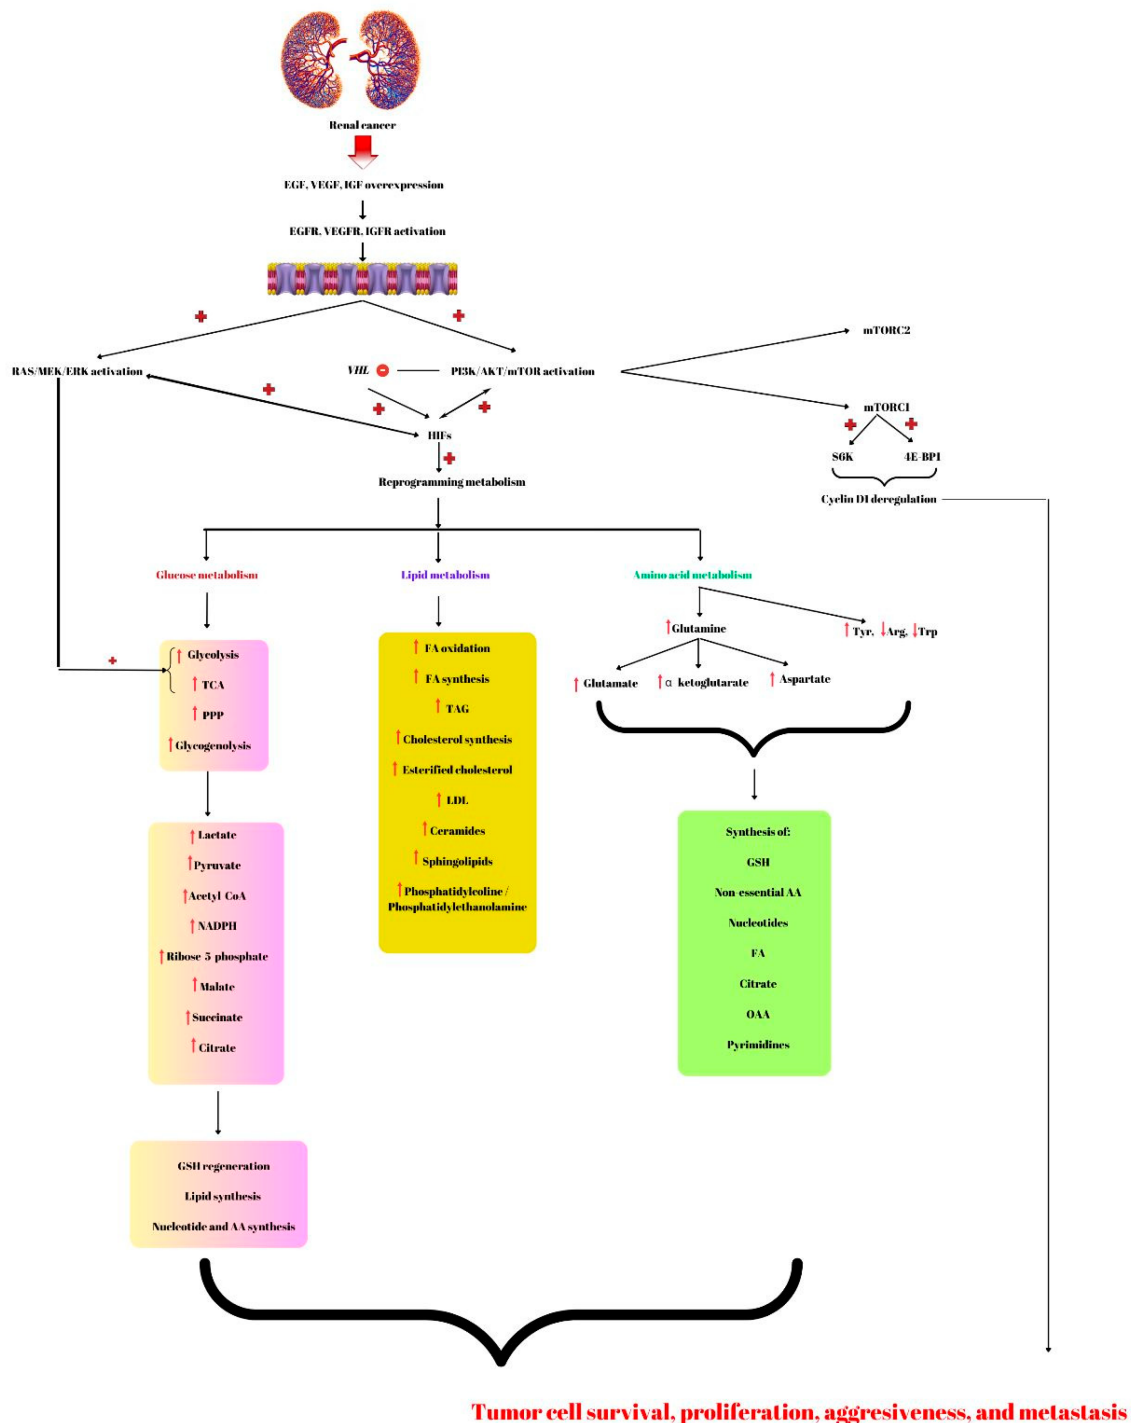 Renal cancer
EGF, VEGF, IGF overexpression
EGFR, VEGFR, IGFR activation
mTORC2
RAS/MEK/ERK activation
VHL
PI3K/AKT/mTOR activation
mTORC1
HIFs
S6K
4E-BP1
Reprogramming metabolism
Cyclin D1 deregulation
Glucose metabolism
Lipid metabolism
Amino acid metabolism
↑Glutamine
↑Tyr, ↓Arg, ↓Trp
↑Glutamate
↑α ketoglutarate
↑Aspartate
↑Glycolysis
↑TCA
↑PPP
↑Glycogenolysis
↑FA oxidation
↑FA synthesis
↑TAG
↑Cholesterol synthesis
↑Esterified cholesterol
↑LDL
↑Ceramides
↑Sphingolipids
↑Phosphatidylcoline /
Phosphatidylethanolamine
↑Lactate
↑Pyruvate
↑Acetyl-CoA
↑NADPH
↑Ribose-5-phosphate
↑Malate
↑Succinate
↑Citrate
Synthesis of:
GSH
Non-essential AA
Nucleotides
FA
Citrate
OAA
Pyrimidines
GSH regeneration
Lipid synthesis
Nucleotide and AA synthesis
Tumor cell survival, proliferation, aggresiveness, and metastasis